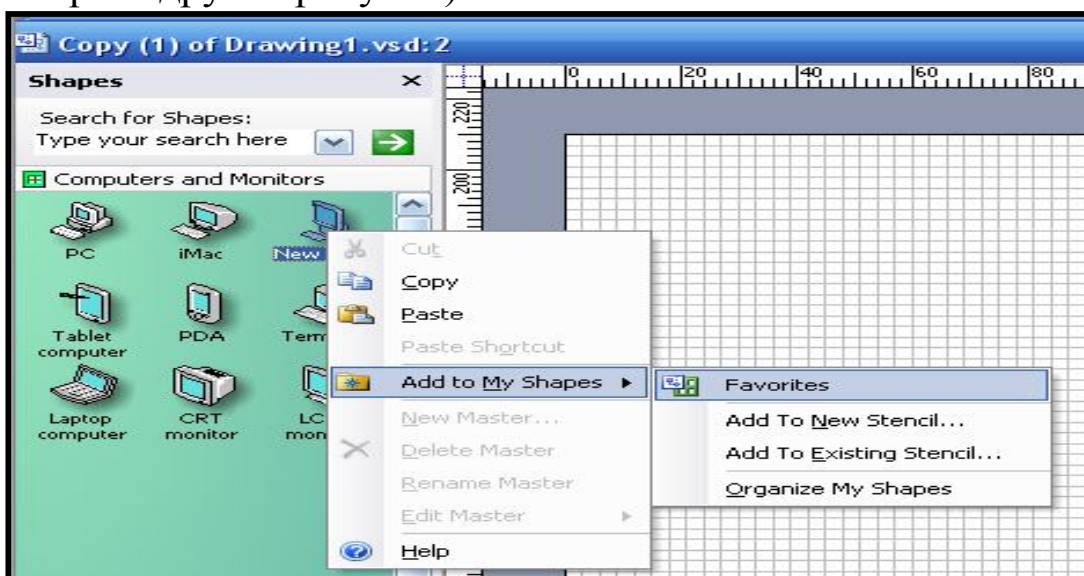 Copy (1) of Drawing1.vsd:2
Shapes
0 20 40 60 80
Search for Shapes:
Type your search here
220
Computers and Monitors
200
PC iMac New
Tablet computer
PDA
Term
Laptop computer
CRT monitor
LC
mon
Cut
Copy
Paste
Paste Shortcut
Add to My Shapes
New Master...
Delete Master
Rename Master
Edit Master
Help
Favorites
Add To New Stencil...
Add To Existing Stencil...
Organize My Shapes